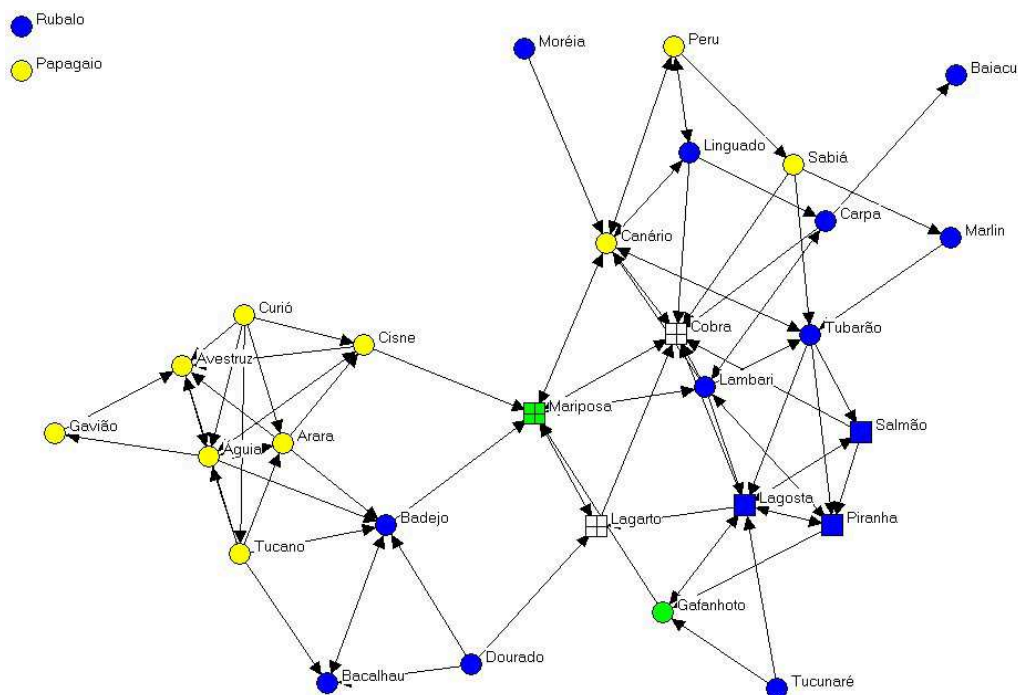 Rubalo
Papagaio
Moréia
Peru
Baiacu
Linguado
Sabiá
Carpa
Marlin
Canário
Curió
Cisne
Cobra
Tubarão
Avestruz
Lambari
Mariposa
Gavião
Águia
Arara
Salmão
Lagosta
Piranha
Badejo
Lagarto
Tucano
Gafanhoto
Bacalhau
Dourado
Tucunaré